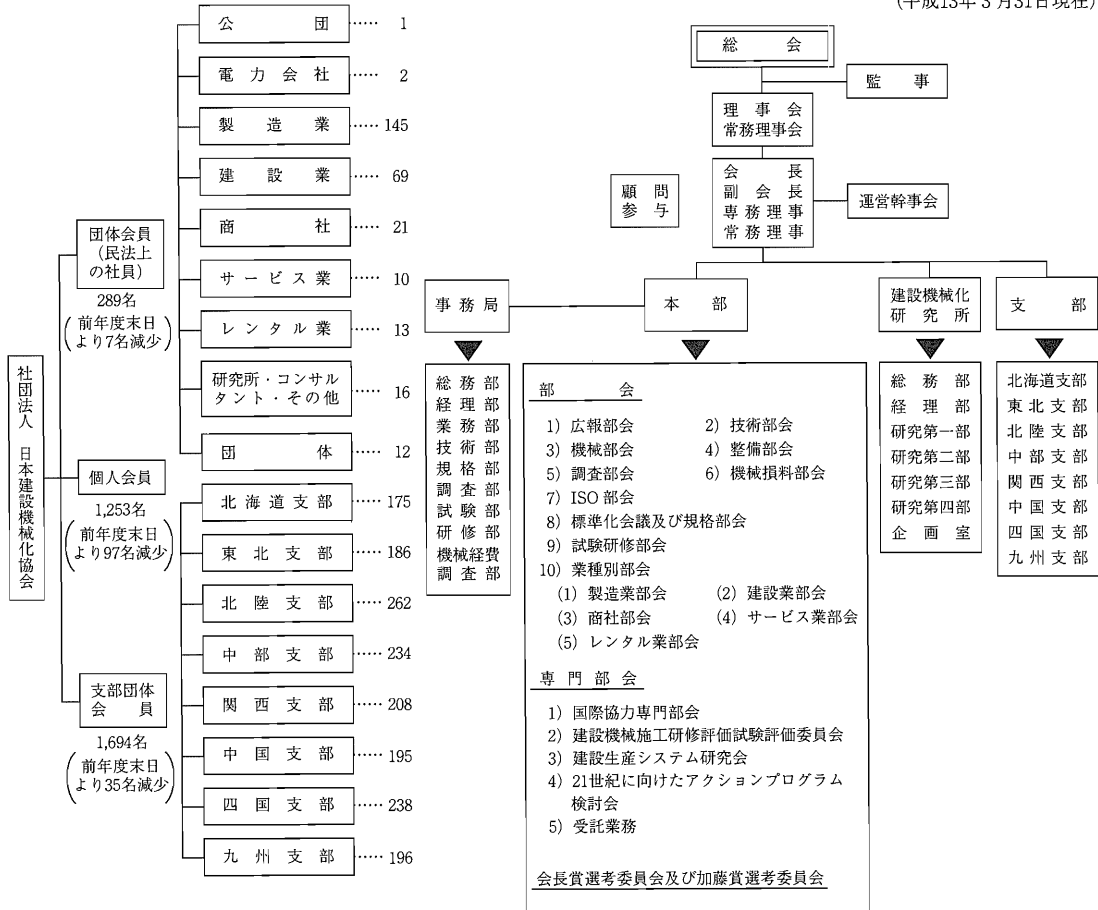 (平成13年3月31日現在)
社団法人 日本建設機械化協会
団体会員
(民法上
の社員)
289名
(前年度末日
より7名減少)
個人会員
1,253名
(前年度末日
より97名減少)
支部団体
会員
1,694名
(前年度末日
より35名減少)
公団……1
電力会社……2
製造業……145
建設業……69
商社……21
サービス業……10
レンタル業……13
研究所・コンサル
タント・その他……16
団体……12
北海道支部……175
東北支部……186
北陸支部……262
中部支部……234
関西支部……208
中国支部……195
四国支部……238
九州支部……196
総会
監事
理事会
常務理事会
会長
副会長
専務理事
常務理事
顧問
参与
運営幹事会
事務局
総務部
経理部
業務部
技術部
規格部
調査部
試験部
研修部
機械経費
調査部
本部
部会
1) 広報部会 2) 技術部会
3) 機械部会 4) 整備部会
5) 調査部会 6) 機械損料部会
7) ISO部会
8) 標準化会議及び規格部会
9) 試験研修部会
10) 業種別部会
(1) 製造業部会 (2) 建設業部会
(3) 商社部会 (4) サービス業部会
(5) レンタル業部会
専門部会
1) 国際協力専門部会
2) 建設機械施工研修評価試験評価委員会
3) 建設生産システム研究会
4) 21世紀に向けたアクションプログラム
検討会
5) 受託業務
会長賞選考委員会及び加藤賞選考委員会
建設機械化
研究所
総務部
経理部
研究第一部
研究第二部
研究第三部
研究第四部
企画室
支部
北海道支部
東北支部
北陸支部
中部支部
関西支部
中国支部
四国支部
九州支部